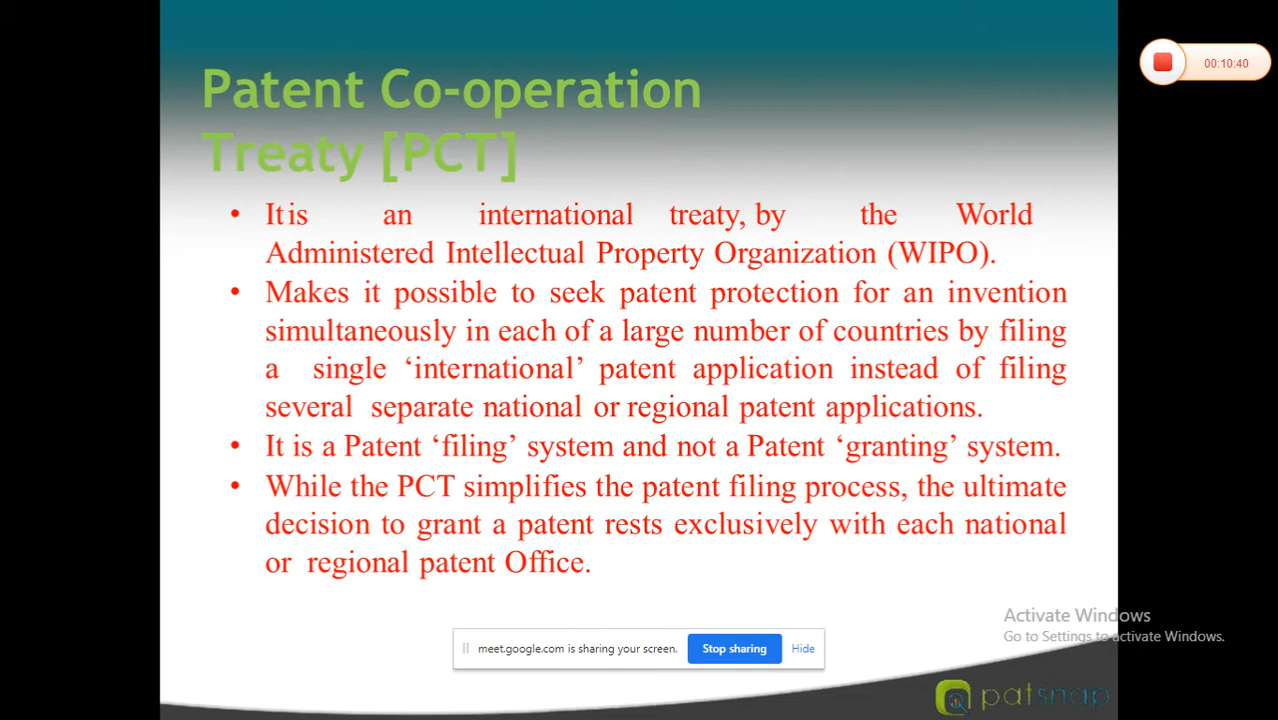 Patent Co-operation
Treaty [PCT]
00:10:40
• It is an international treaty, by the World
Administered Intellectual Property Organization (WIPO).
• Makes it possible to seek patent protection for an invention
simultaneously in each of a large number of countries by filing
a single ‘international’ patent application instead of filing
several separate national or regional patent applications.
• It is a Patent ‘filing’ system and not a Patent ‘granting’ system.
• While the PCT simplifies the patent filing process, the ultimate
decision to grant a patent rests exclusively with each national
or regional patent Office.
Activate Windows
Go to Settings to activate Windows.
meet.google.com is sharing your screen. Stop sharing Hide
patsnap